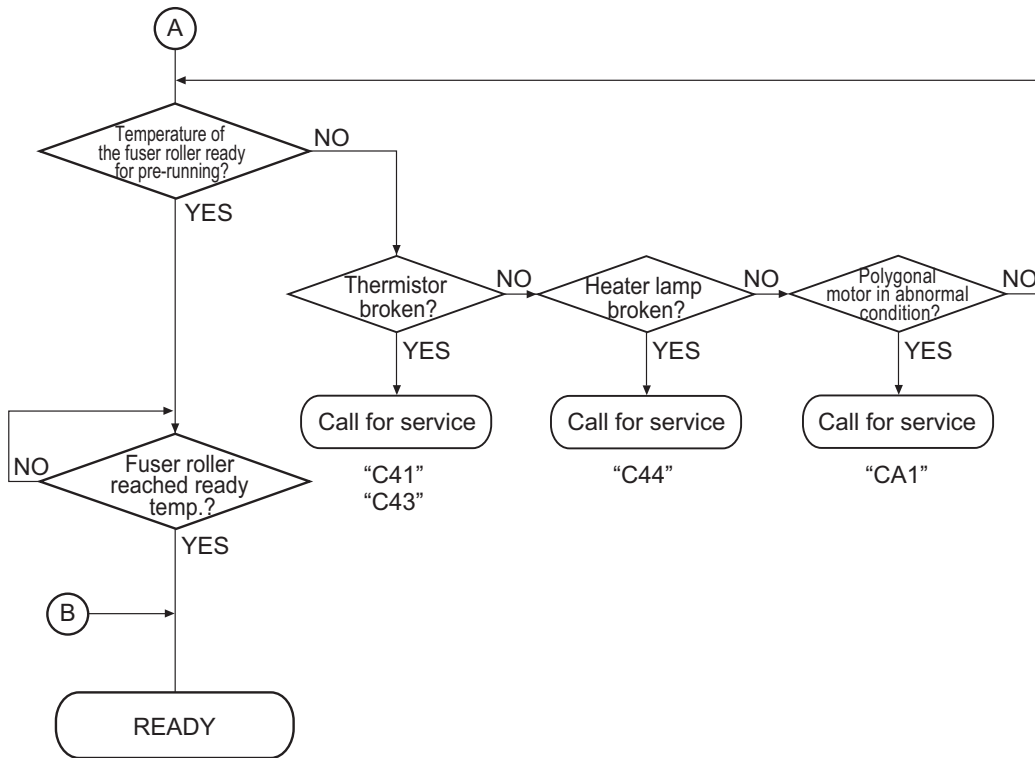 A
Temperature of
the fuser roller ready
for pre-running?
NO
YES
Thermistor
broken?
NO
YES
Heater lamp
broken?
NO
YES
Polygonal
motor in abnormal
condition?
NO
YES
Call for service
“C41”
“C43”
Call for service
“C44”
Call for service
“CA1”
Fuser roller
reached ready
temp.?
NO
YES
B
READY